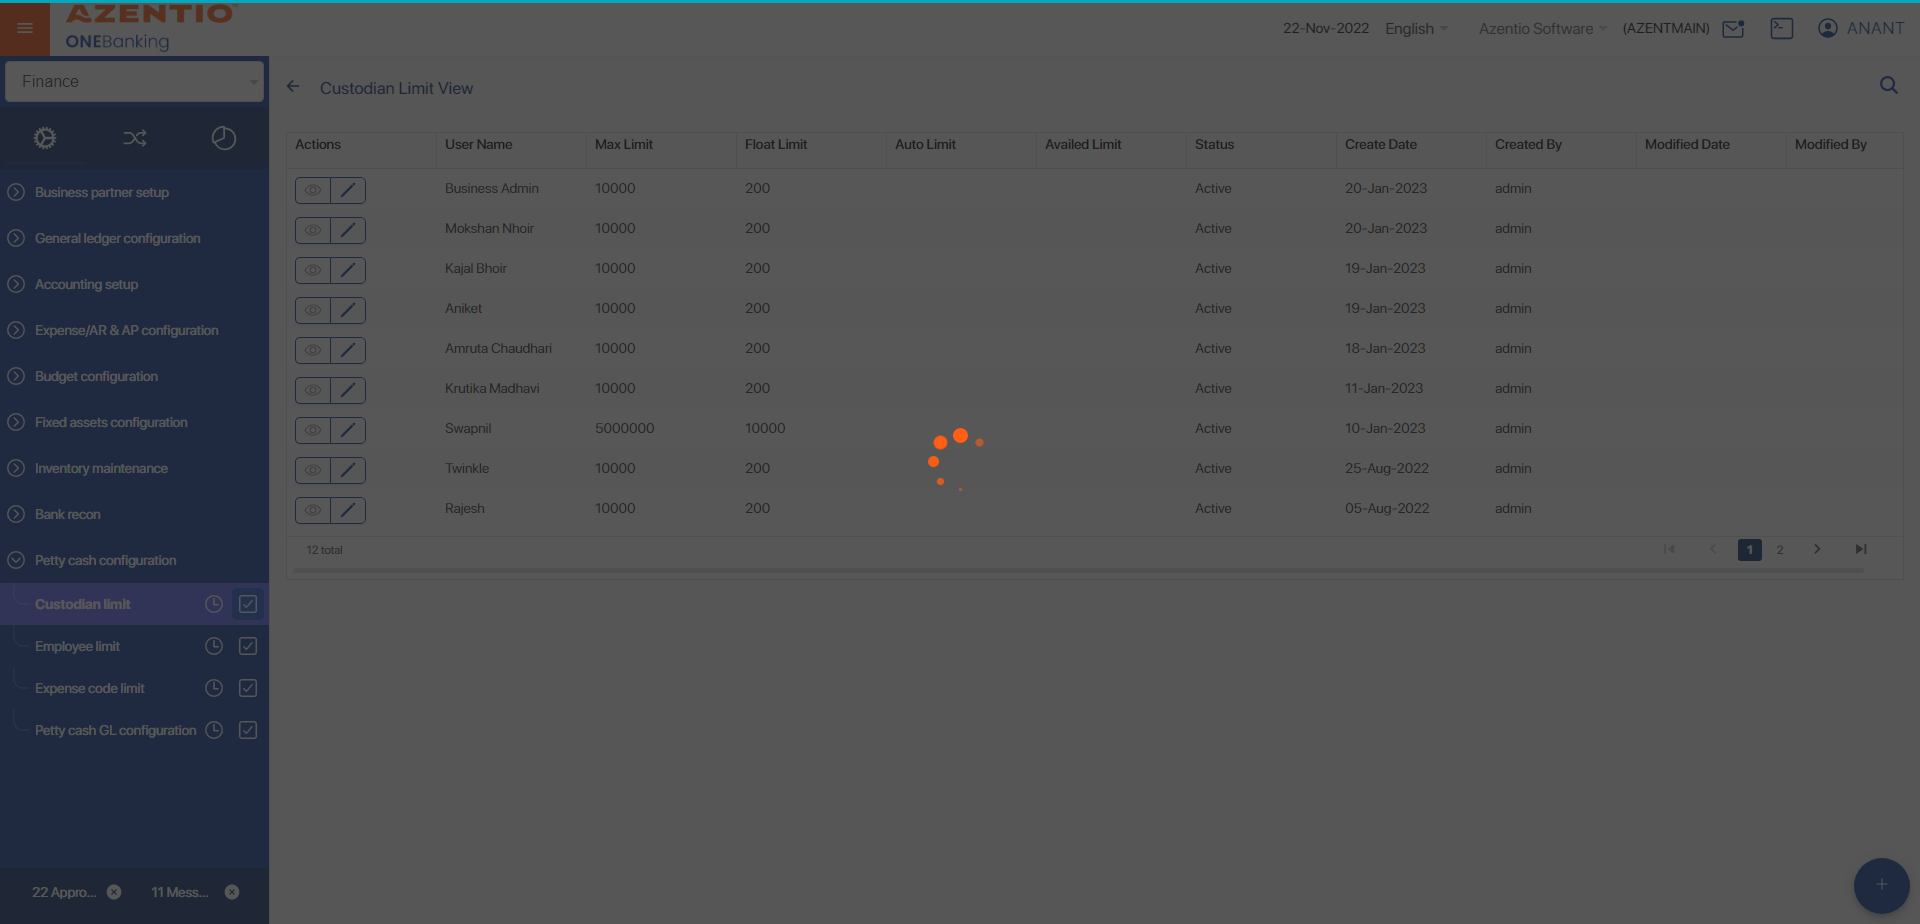 AZENTIO
ONEBanking
22-Nov-2022 English Azentio Software (AZENTMAIN) ANANT
Finance
Custodian Limit View
Business partner setup
General ledger configuration
Accounting setup
Expense/AR & AP configuration
Budget configuration
Fixed assets configuration
Inventory maintenance
Bank recon
Petty cash configuration
Custodian limit
Employee limit
Expense code limit
Petty cash GL configuration
22 Appro... 11 Mess...
Actions User Name Max Limit Float Limit Auto Limit Availed Limit Status Create Date Created By Modified Date Modified By
Business Admin 10000 200 Active 20-Jan-2023 admin
Mokshan Nhoir 10000 200 Active 20-Jan-2023 admin
Kajal Bhoir 10000 200 Active 19-Jan-2023 admin
Aniket 10000 200 Active 19-Jan-2023 admin
Amruta Chaudhari 10000 200 Active 18-Jan-2023 admin
Krutika Madhavi 10000 200 Active 11-Jan-2023 admin
Swapnil 5000000 10000 Active 10-Jan-2023 admin
Twinkle 10000 200 Active 25-Aug-2022 admin
Rajesh 10000 200 Active 05-Aug-2022 admin
12 total 1 2